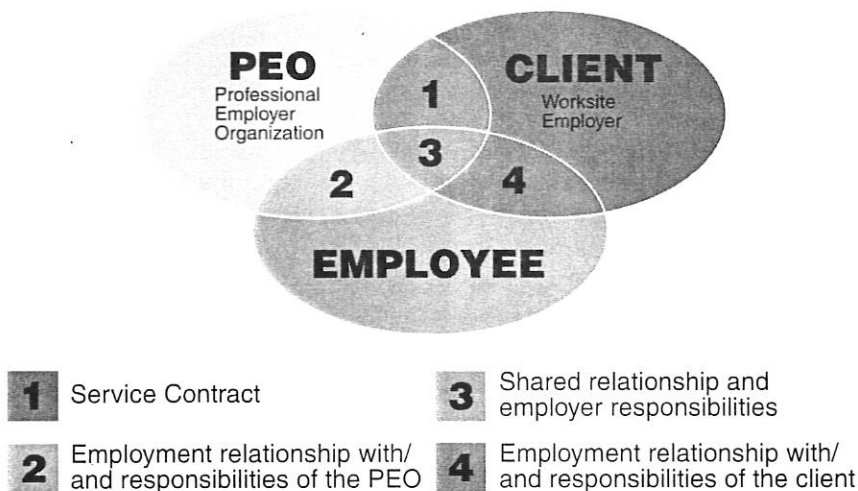 PEO
Professional
Employer
Organization
CLIENT
Worksite
Employer
1
3
2
4
EMPLOYEE
1 Service Contract
2 Employment relationship with/
and responsibilities of the PEO
3 Shared relationship and
employer responsibilities
4 Employment relationship with/
and responsibilities of the client